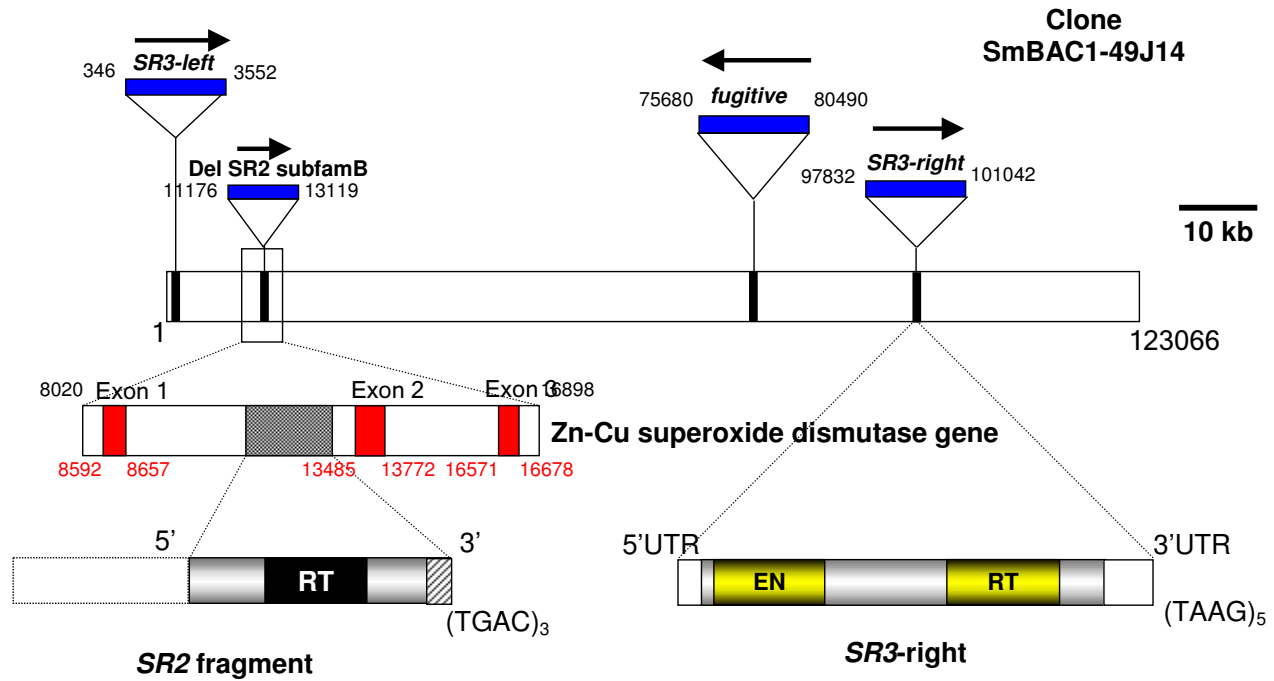 Clone
SmBAC1-49J14
SR3-left
346
3552
fugitive
75680
80490
Del SR2 subfamB
11176
13119
SR3-right
97832
101042
10 kb
1
123066
8020
Exon 1
Exon 2
Exon 3
16898
Zn-Cu superoxide dismutase gene
8592
8657
13485
13772
16571
16678
5’
3’
RT
(TGAC)3
SR2 fragment
5’UTR
3’UTR
EN
RT
(TAAG)5
SR3-right